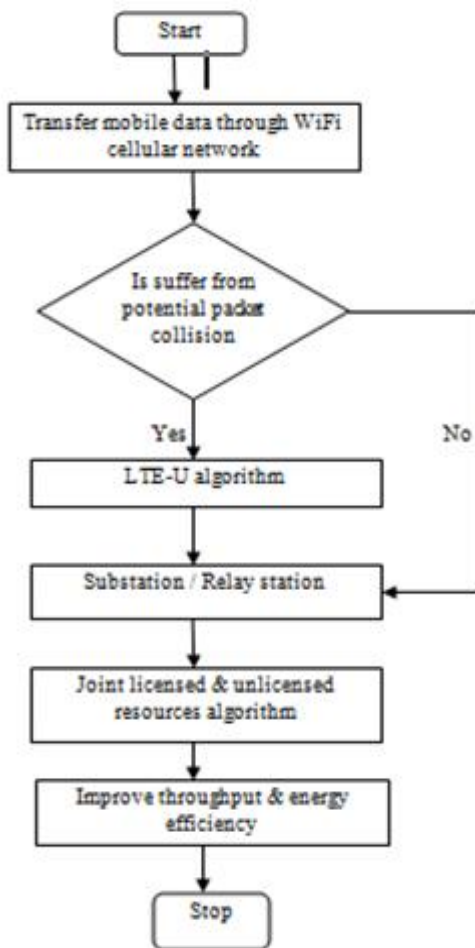 Start
Transfer mobile data through WiFi
cellular network
Is suffer from
potential packet
collision
Yes
No
LTE-U algorithm
Substation / Relay station
Joint licensed & unlicensed
resources algorithm
Improve throughput & energy
efficiency
Stop